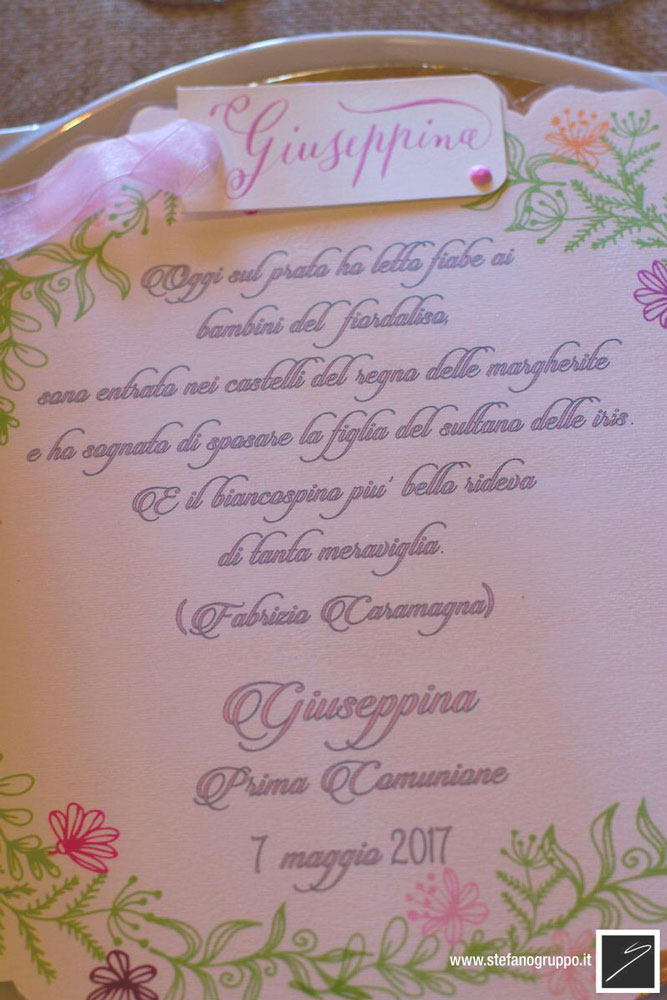 Giuseppina
Oggi sul prato ho letto fiabe ai
bambini del fiordaliso,
sono entrato nei castelli del regno delle margherite
e ho sognato di sposare la figlia del sultano delle iris.
E il biancospino piu' bello rideva
di tanta meraviglia.
(Fabrizio Caramagna)
Giuseppina
Prima Comunione
7 maggio 2017
www.stefanogruppo.it